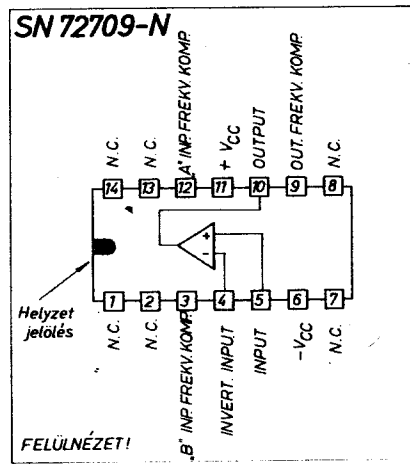 SN 72709-N
N.C.
N.C.
"A" INP. FREKV. KOMP.
+ VCC
OUTPUT
OUT. FREKV. KOMP.
N.C.
14 13 12 11 10 9 8
+
-
1 2 3 4 5 6 7
Helyzet
jelölés
N.C.
N.C.
"B" INP. FREKV. KOMP.
INVERT. INPUT
INPUT
-VCC
N.C.
FELÜLNÉZET!